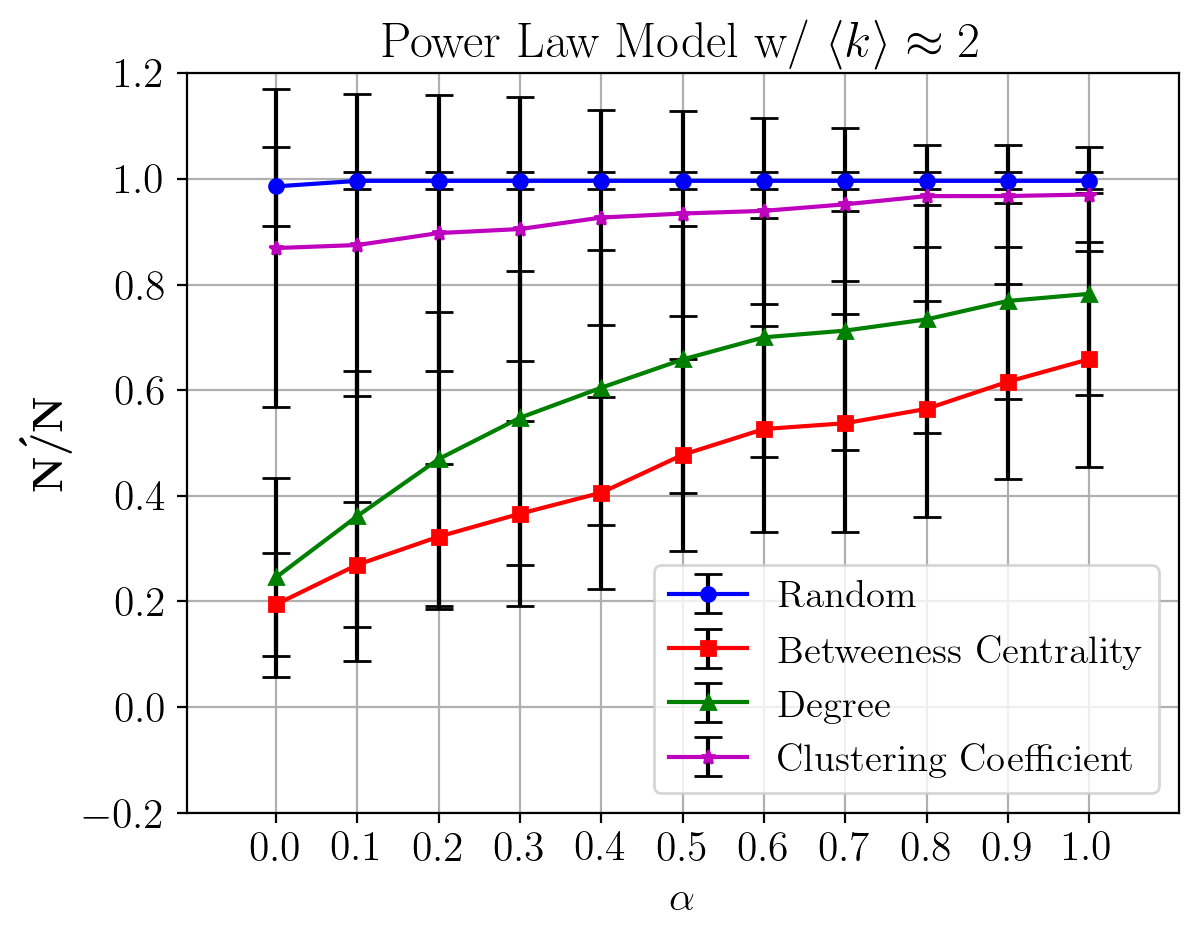 Power Law Model w/ ⟨k⟩ ≈ 2
1.2
1.0
0.8
0.6
0.4
0.2
0.0
−0.2
N´/N
Random
Betweeness Centrality
Degree
Clustering Coefficient
0.0 0.1 0.2 0.3 0.4 0.5 0.6 0.7 0.8 0.9 1.0
α